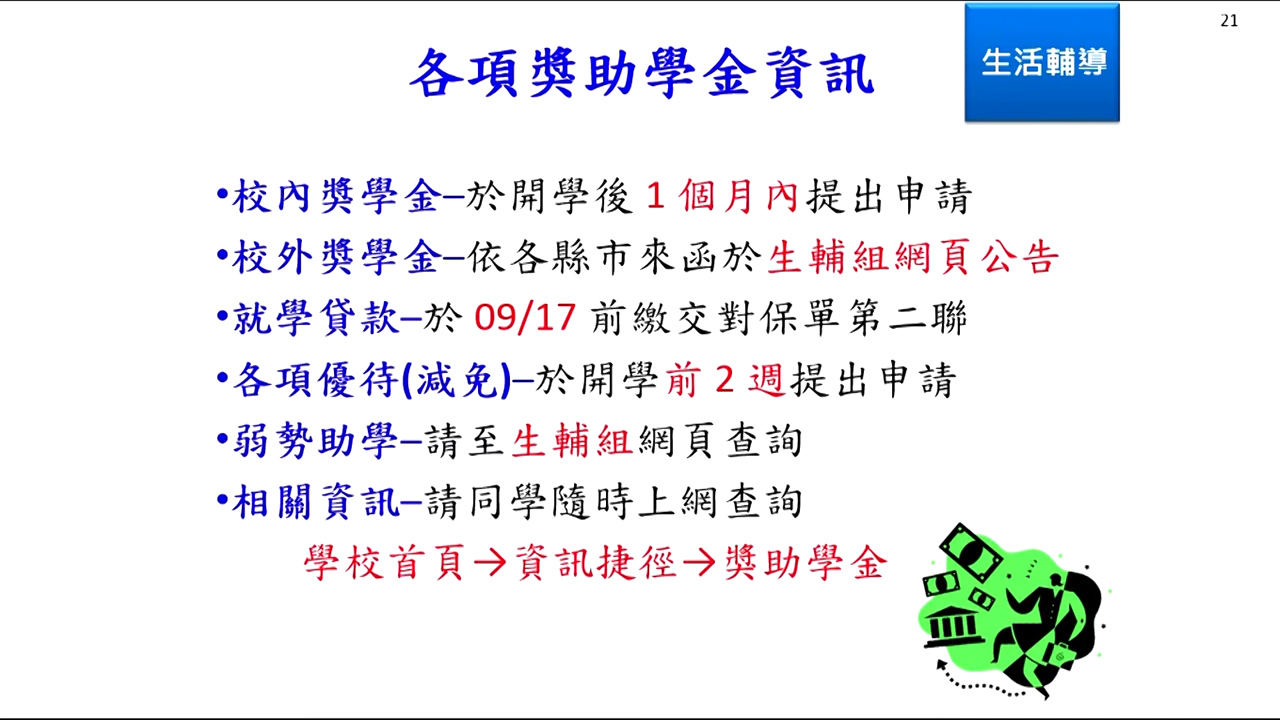 21
生活輔導
各項獎助學金資訊
•校內獎學金–於開學後 1 個月內提出申請
•校外獎學金–依各縣市來函於生輔組網頁公告
•就學貸款–於 09/17 前繳交對保單第二聯
•各項優待(減免)–於開學前 2 週提出申請
•弱勢助學–請至生輔組網頁查詢
•相關資訊–請同學隨時上網查詢
學校首頁→資訊捷徑→獎助學金